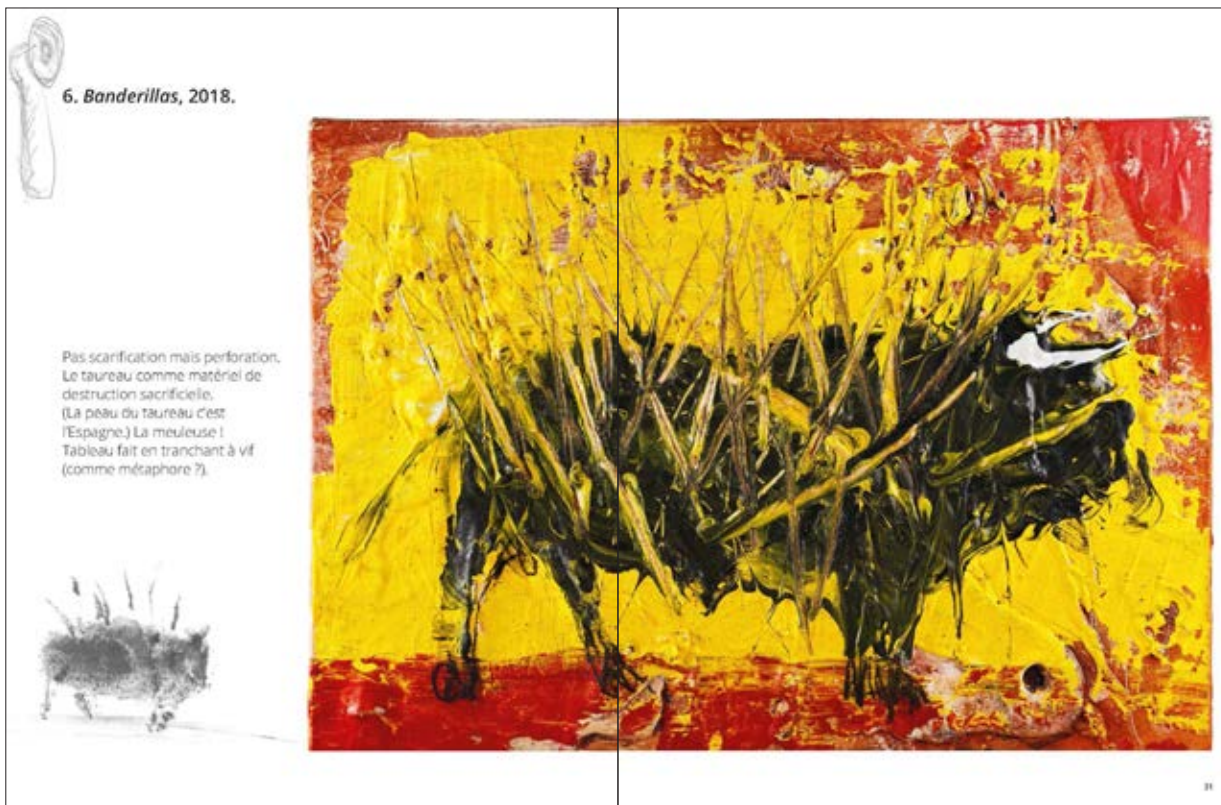 6. Banderillas, 2018.
Pas scarification mais perforation.
Le taureau comme matériel de
destruction sacrificielle.
(La peau du taureau c'est
l'Espagne.) La meuleuse !
Tableau fait en tranchant à vif
(comme métaphore ?).